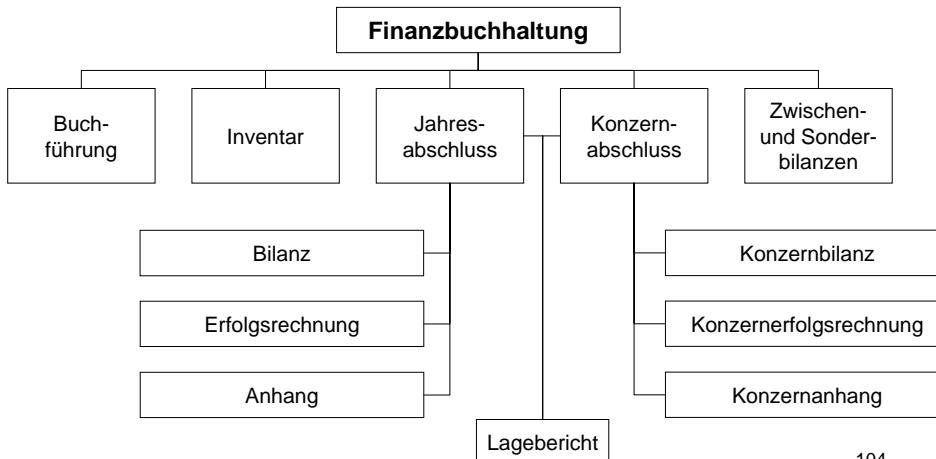 Finanzbuchhaltung
Buch-
führung
Inventar
Jahres-
abschluss
Konzern-
abschluss
Zwischen-
und Sonder-
bilanzen
Bilanz
Konzernbilanz
Erfolgsrechnung
Konzernerfolgsrechnung
Anhang
Konzernanhang
Lagebericht
104